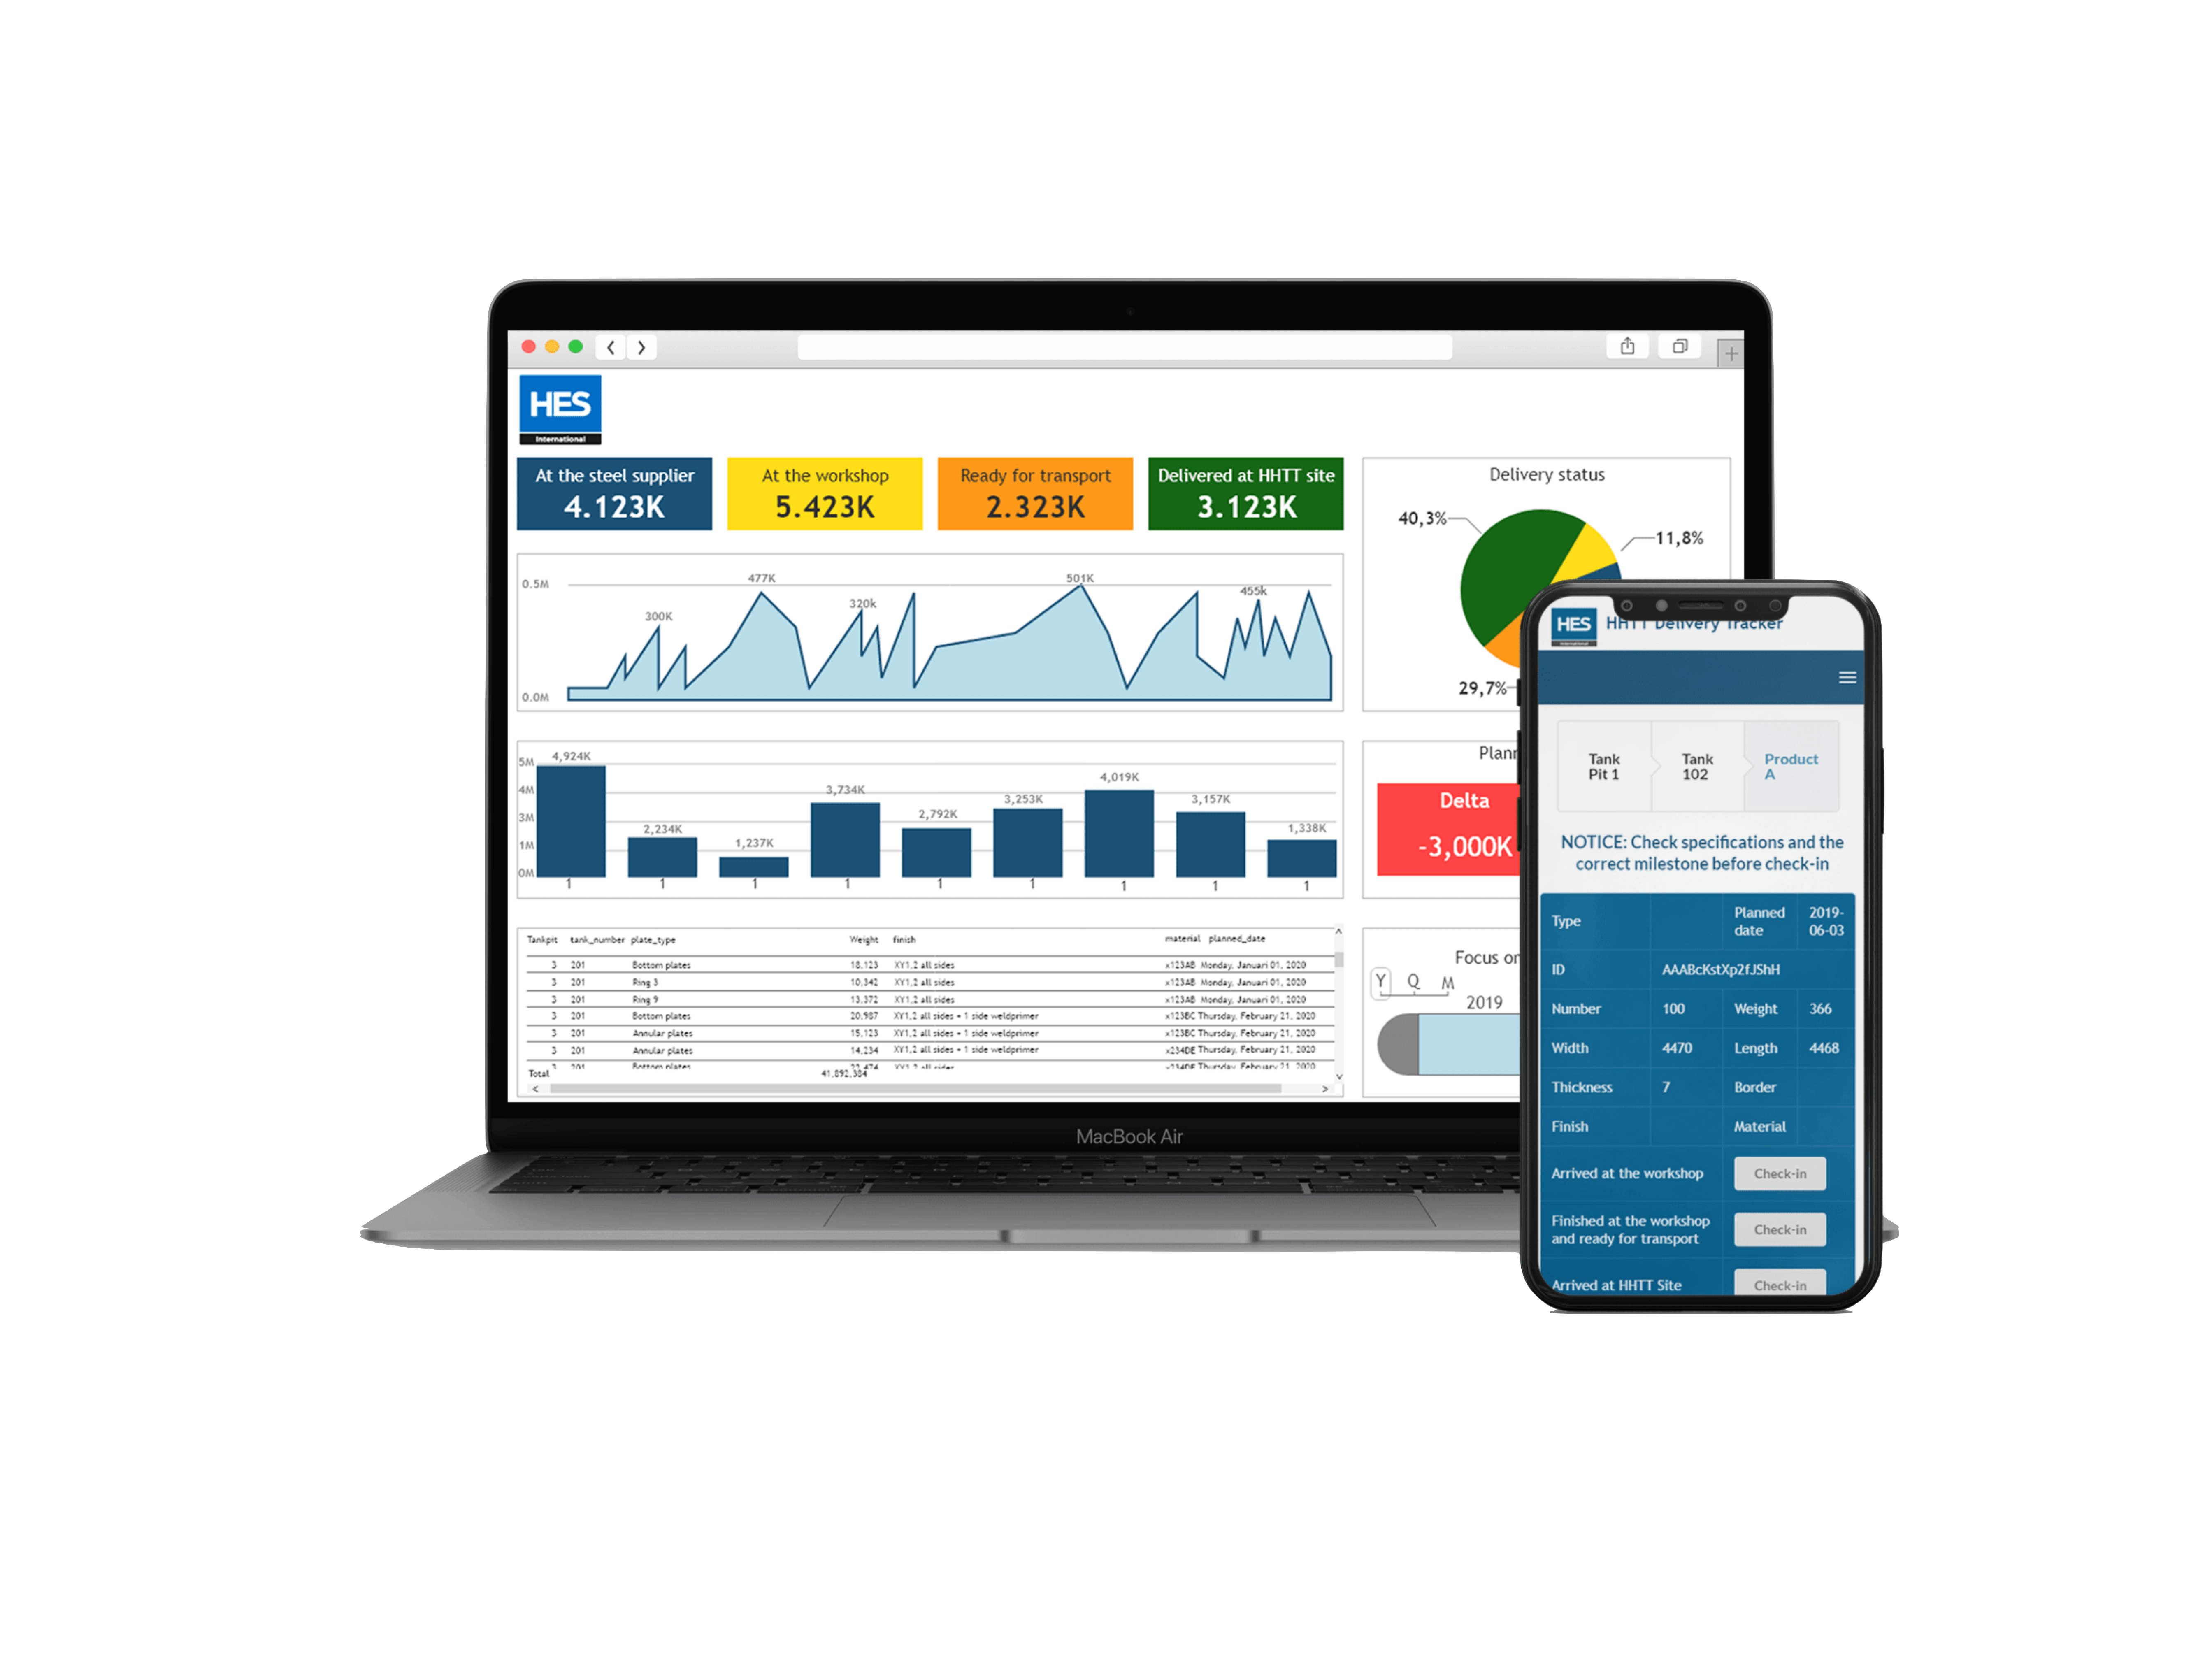 HES
International
At the steel supplier
4.123K
At the workshop
5.423K
Ready for transport
2.323K
Delivered at HHTT site
3.123K
Delivery status
40,3%
11,8%
29,7%
0.5M
0.0M
300K
477K
320k
501K
455k
5M
4M
3M
1M
0M
4,924K
2,234K
1,237K
3,734K
2,792K
3,253K
4,019K
3,157K
1,338K
1 1 1 1 1 1 1 1 1
Delta
-3,000K
Tankpit tank_number plate_type Weight finish material planned_date
3 201 Bottom plates 18,123 XY1,2 all sides x123AB Monday, Januari 01, 2020
3 201 Ring 3 10,342 XY1,2 all sides x123AB Monday, Januari 01, 2020
3 201 Ring 9 13,372 XY1,2 all sides x123AB Monday, Januari 01, 2020
3 201 Bottom plates 20,987 XY1,2 all sides + 1 side weldprimer x123BC Thursday, February 21, 2020
3 201 Annular plates 15,123 XY1,2 all sides + 1 side weldprimer x123BC Thursday, February 21, 2020
3 201 Annular plates 14,234 XY1,2 all sides + 1 side weldprimer x234DE Thursday, February 21, 2020
Total 41,892,384
Focus on
Y Q M
2019
MacBook Air
HES
International
HHTT Delivery Tracker
Tank
Pit 1
Tank
102
Product
A
NOTICE: Check specifications and the
correct milestone before check-in
Type Planned date 2019-06-03
ID AAABcKstXp2fJShH
Number 100 Weight 366
Width 4470 Length 4468
Thickness 7 Border
Finish Material
Arrived at the workshop Check-in
Finished at the workshop
and ready for transport Check-in
Arrived at HHTT Site Check-in